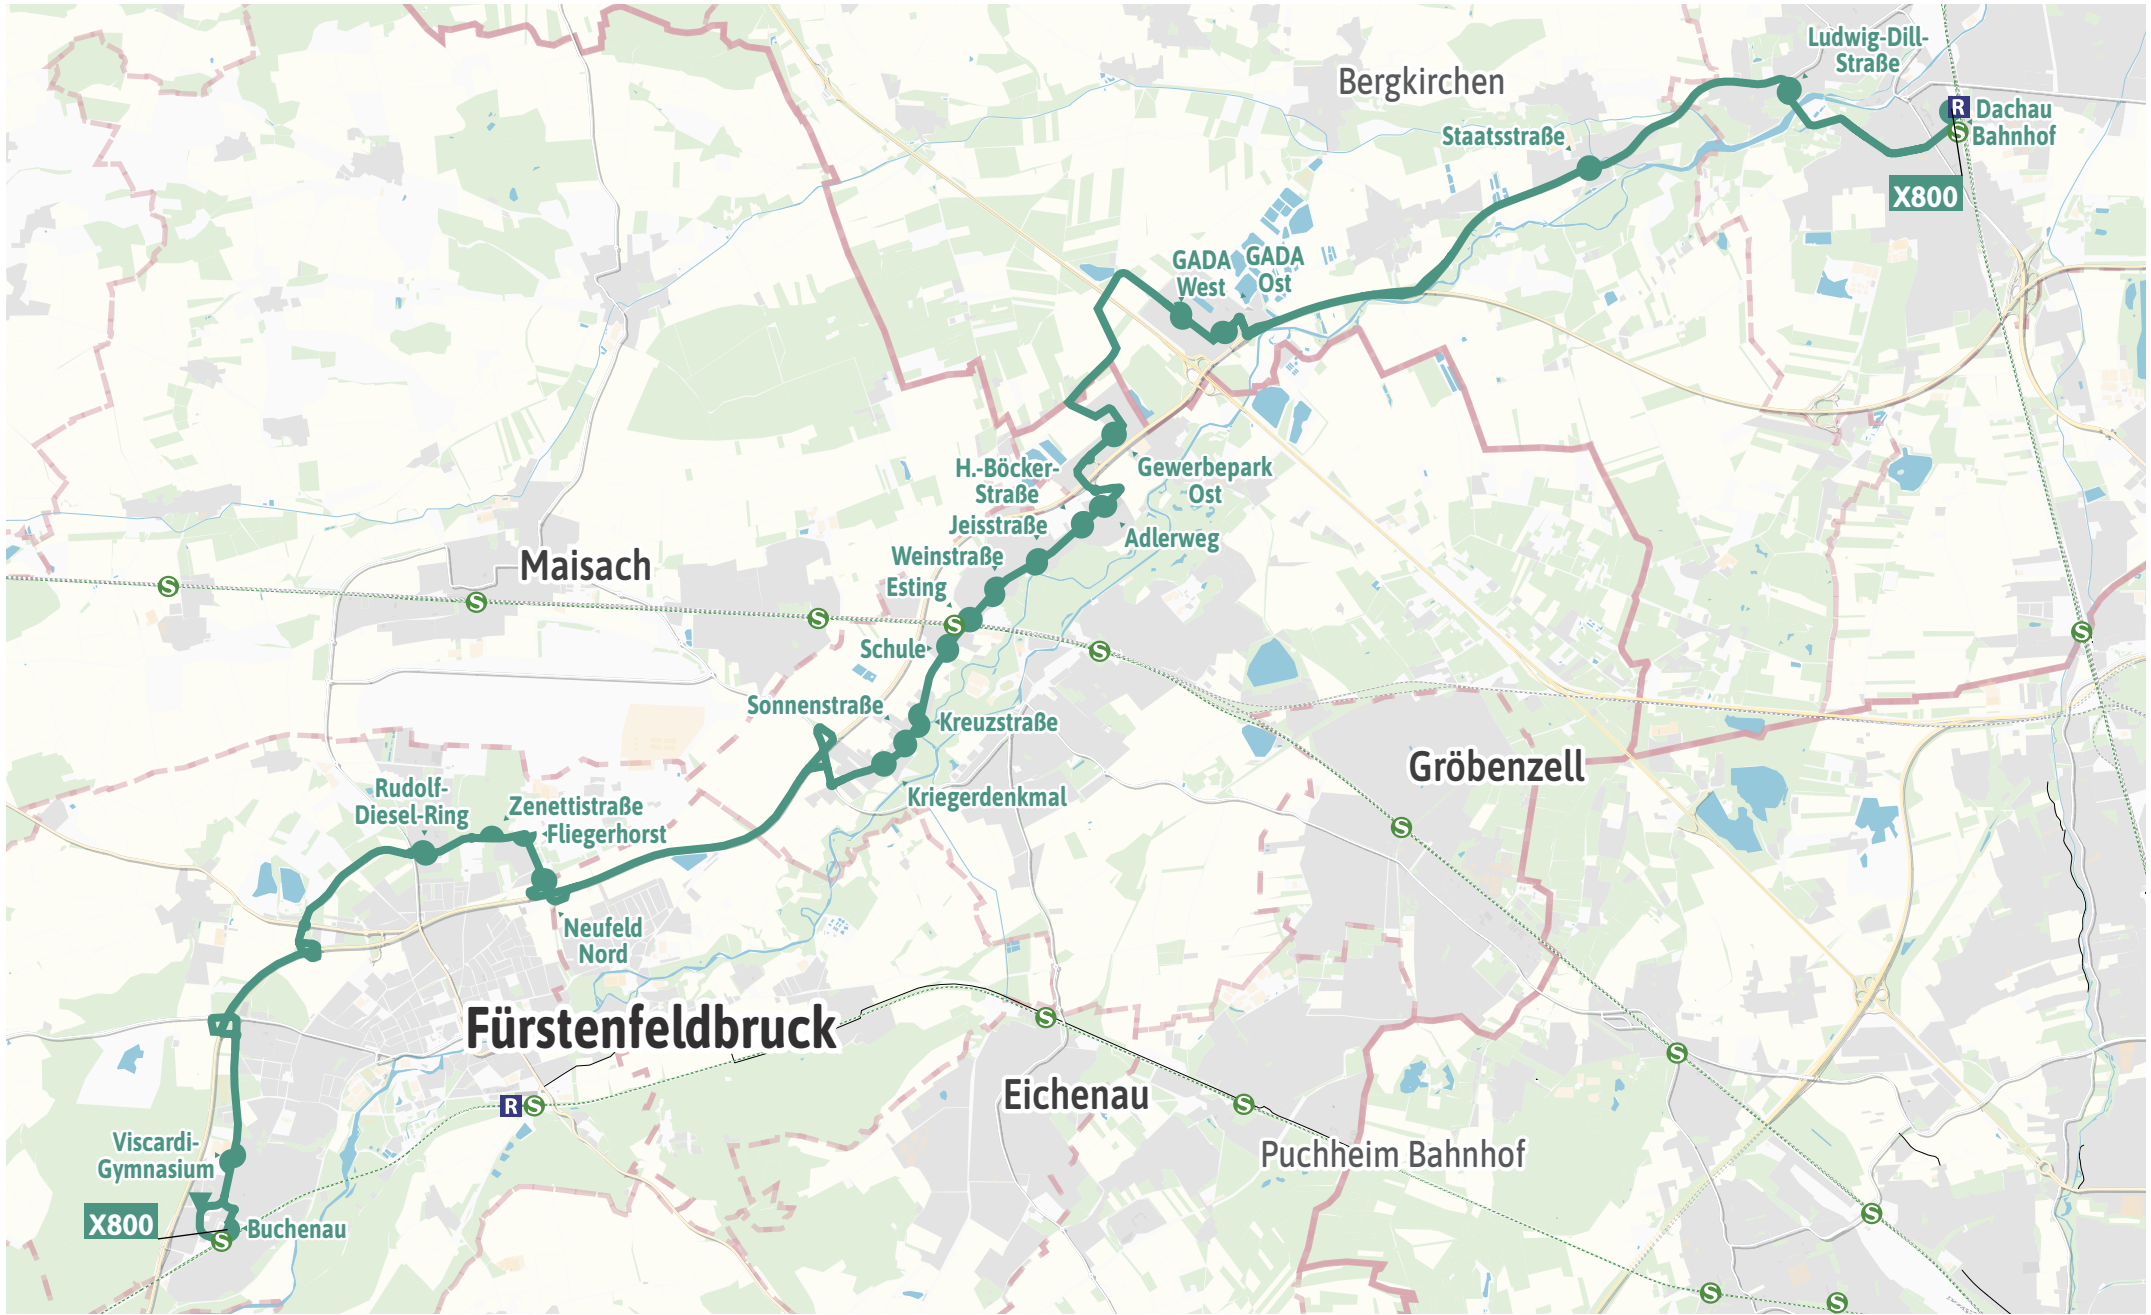 Ludwig-Dill-
Straße
Bergkirchen
R Dachau
S Bahnhof
Staatsstraße
X800
GADA
West
GADA
Ost
H.-Böcker-
Straße
Gewerbepark
Ost
Jeisstraße
Adlerweg
Weinstraße
Maisach
Esting
S
S
S
S
S
S
Schule
Sonnenstraße
Kreuzstraße
Gröbenzell
Rudolf-
Diesel-Ring
Zenettistraße
Fliegerhorst
Kriegerdenkmal
S
Neufeld
Nord
Fürstenfeldbruck
S
S
Eichenau
R S
S
Viscardi-
Gymnasium
Puchheim Bahnhof
X800
Buchenau
S
S
S
S